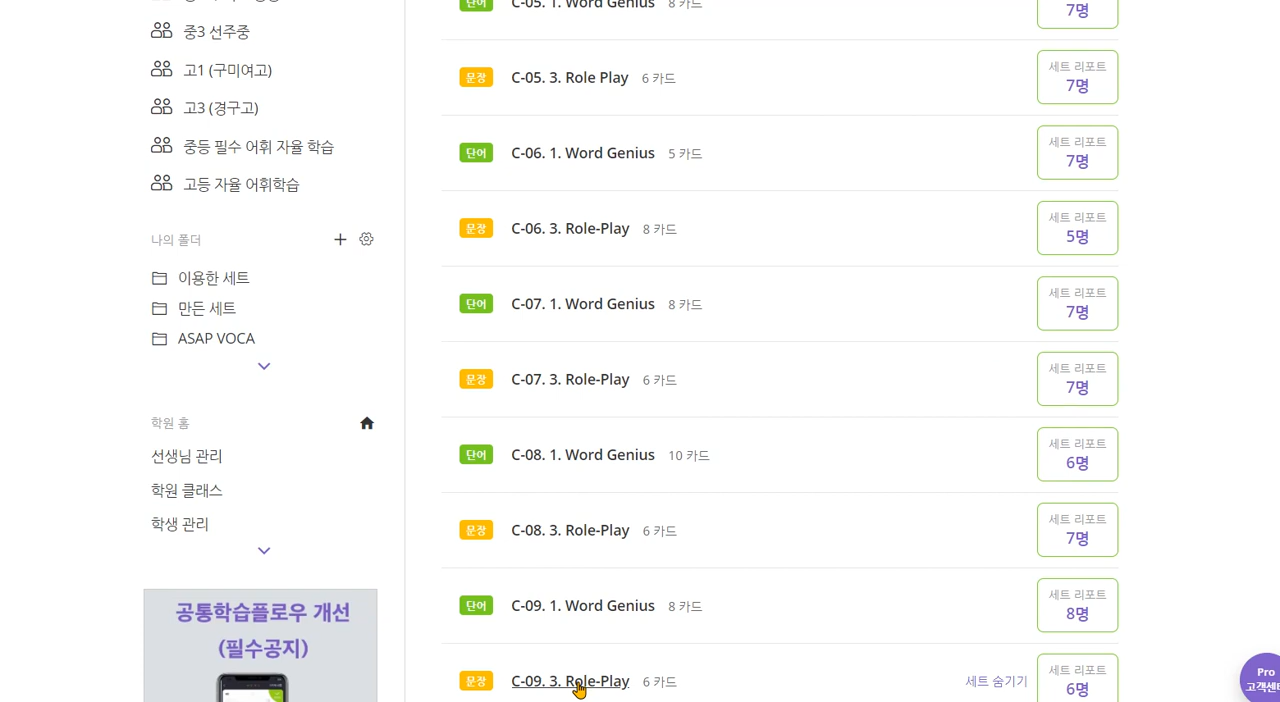 중3 선주중
고1 (구미여고)
고3 (경구고)
중등 필수 어휘 자율 학습
고등 자율 어휘학습
나의 폴더
이용한 세트
만든 세트
ASAP VOCA
학원 홈
선생님 관리
학원 클래스
학생 관리
공통학습플로우 개선
(필수공지)
단어 C-05. 1. Word Genius 8 카드
7명
문장 C-05. 3. Role Play 6 카드
세트 리포트
7명
단어 C-06. 1. Word Genius 5 카드
세트 리포트
7명
문장 C-06. 3. Role-Play 8 카드
세트 리포트
5명
단어 C-07. 1. Word Genius 8 카드
세트 리포트
7명
문장 C-07. 3. Role-Play 6 카드
세트 리포트
7명
단어 C-08. 1. Word Genius 10 카드
세트 리포트
6명
문장 C-08. 3. Role-Play 6 카드
세트 리포트
7명
단어 C-09. 1. Word Genius 8 카드
세트 리포트
8명
문장 C-09. 3. Role-Play 6 카드 세트 숨기기
세트 리포트
6명
Pro
고객센터